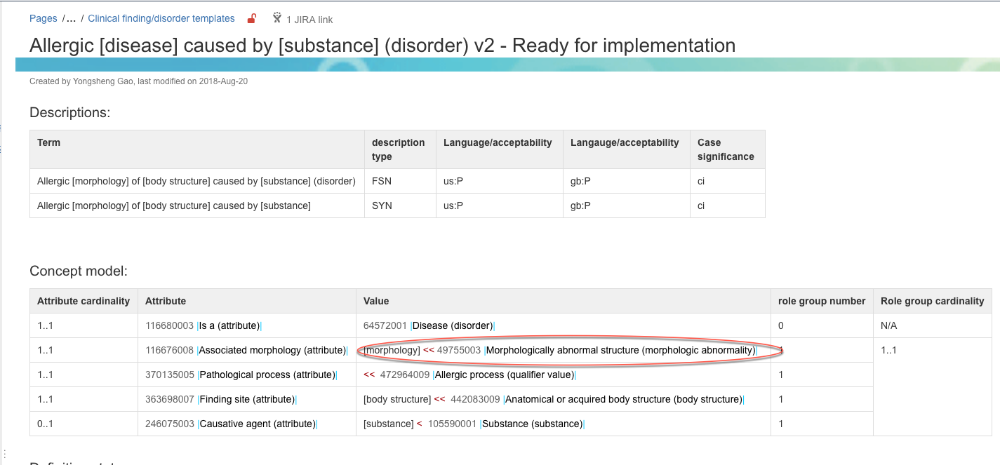 Pages /... / Clinical finding/disorder templates 1 JIRA link
Allergic [disease] caused by [substance] (disorder) v2 - Ready for implementation
Created by Yongsheng Gao, last modified on 2018-Aug-20
Descriptions:
Term description type Language/acceptability Langauge/acceptability Case significance
Allergic [morphology] of [body structure] caused by [substance] (disorder) FSN us:P gb:P ci
Allergic [morphology] of [body structure] caused by [substance] SYN us:P gb:P ci
Concept model:
Attribute cardinality Attribute Value role group number Role group cardinality
1..1 116680003 |Is a (attribute)| 64572001 |Disease (disorder)| 0 N/A
1..1 116676008 |Associated morphology (attribute)| [morphology] << 49755003 |Morphologically abnormal structure (morphologic abnormality)| 1 1..1
1..1 370135005 |Pathological process (attribute)| << 472964009 |Allergic process (qualifier value)| 1
1..1 363698007 |Finding site (attribute)| [body structure] << 442083009 |Anatomical or acquired body structure (body structure)| 1
0..1 246075003 |Causative agent (attribute)| [substance] < 105590001 |Substance (substance)| 1